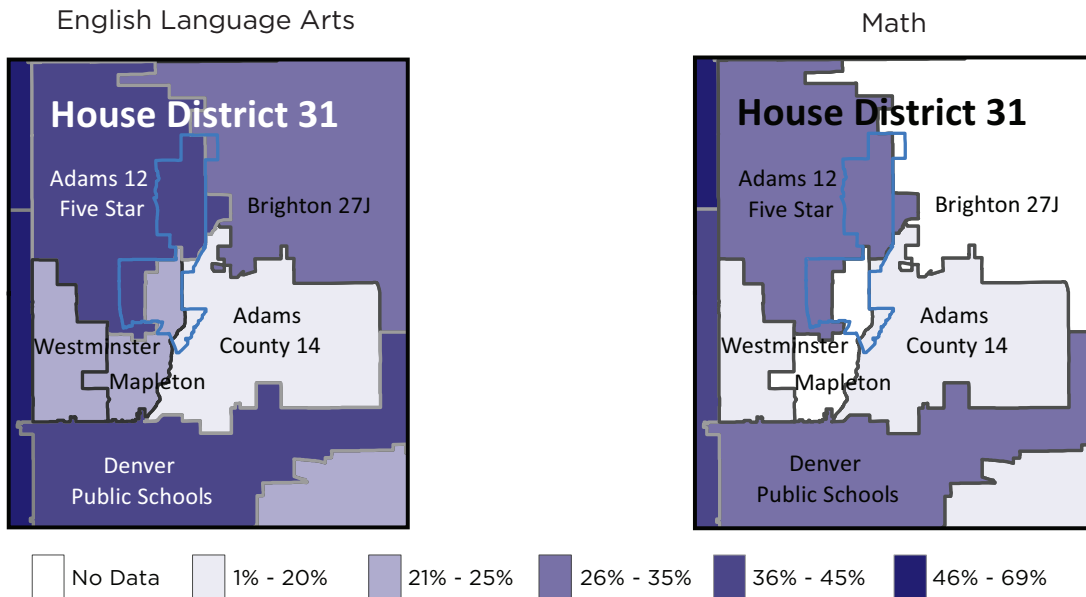 English Language Arts
House District 31
Adams 12
Five Star
Brighton 27J
Adams
County 14
Westminster
Mapleton
Denver
Public Schools
Math
House District 31
Adams 12
Five Star
Brighton 27J
Adams
County 14
Westminster
Mapleton
Denver
Public Schools
No Data
1% - 20%
21% - 25%
26% - 35%
36% - 45%
46% - 69%